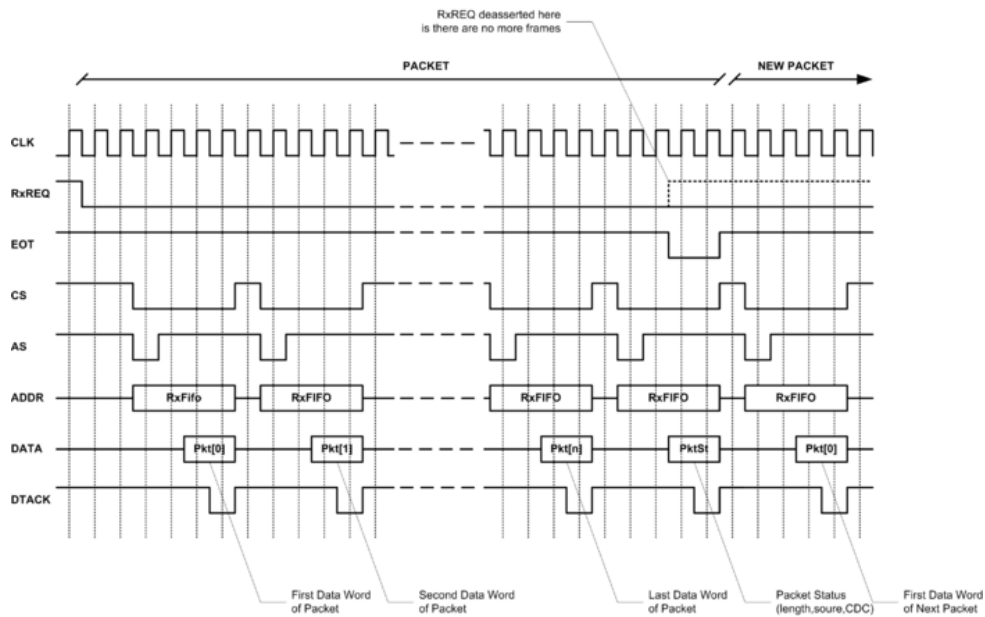 RxREQ deasserted here
is there are no more frames
PACKET
NEW PACKET
CLK
RxREQ
EOT
CS
AS
ADDR
RxFifo
RxFIFO
RxFIFO
RxFIFO
RxFIFO
DATA
Pkt[0]
Pkt[1]
Pkt[n]
PktSt
Pkt[0]
DTACK
First Data Word
of Packet
Second Data Word
of Packet
Last Data Word
of Packet
Packet Status
(length,soure,CDC)
First Data Word
of Next Packet